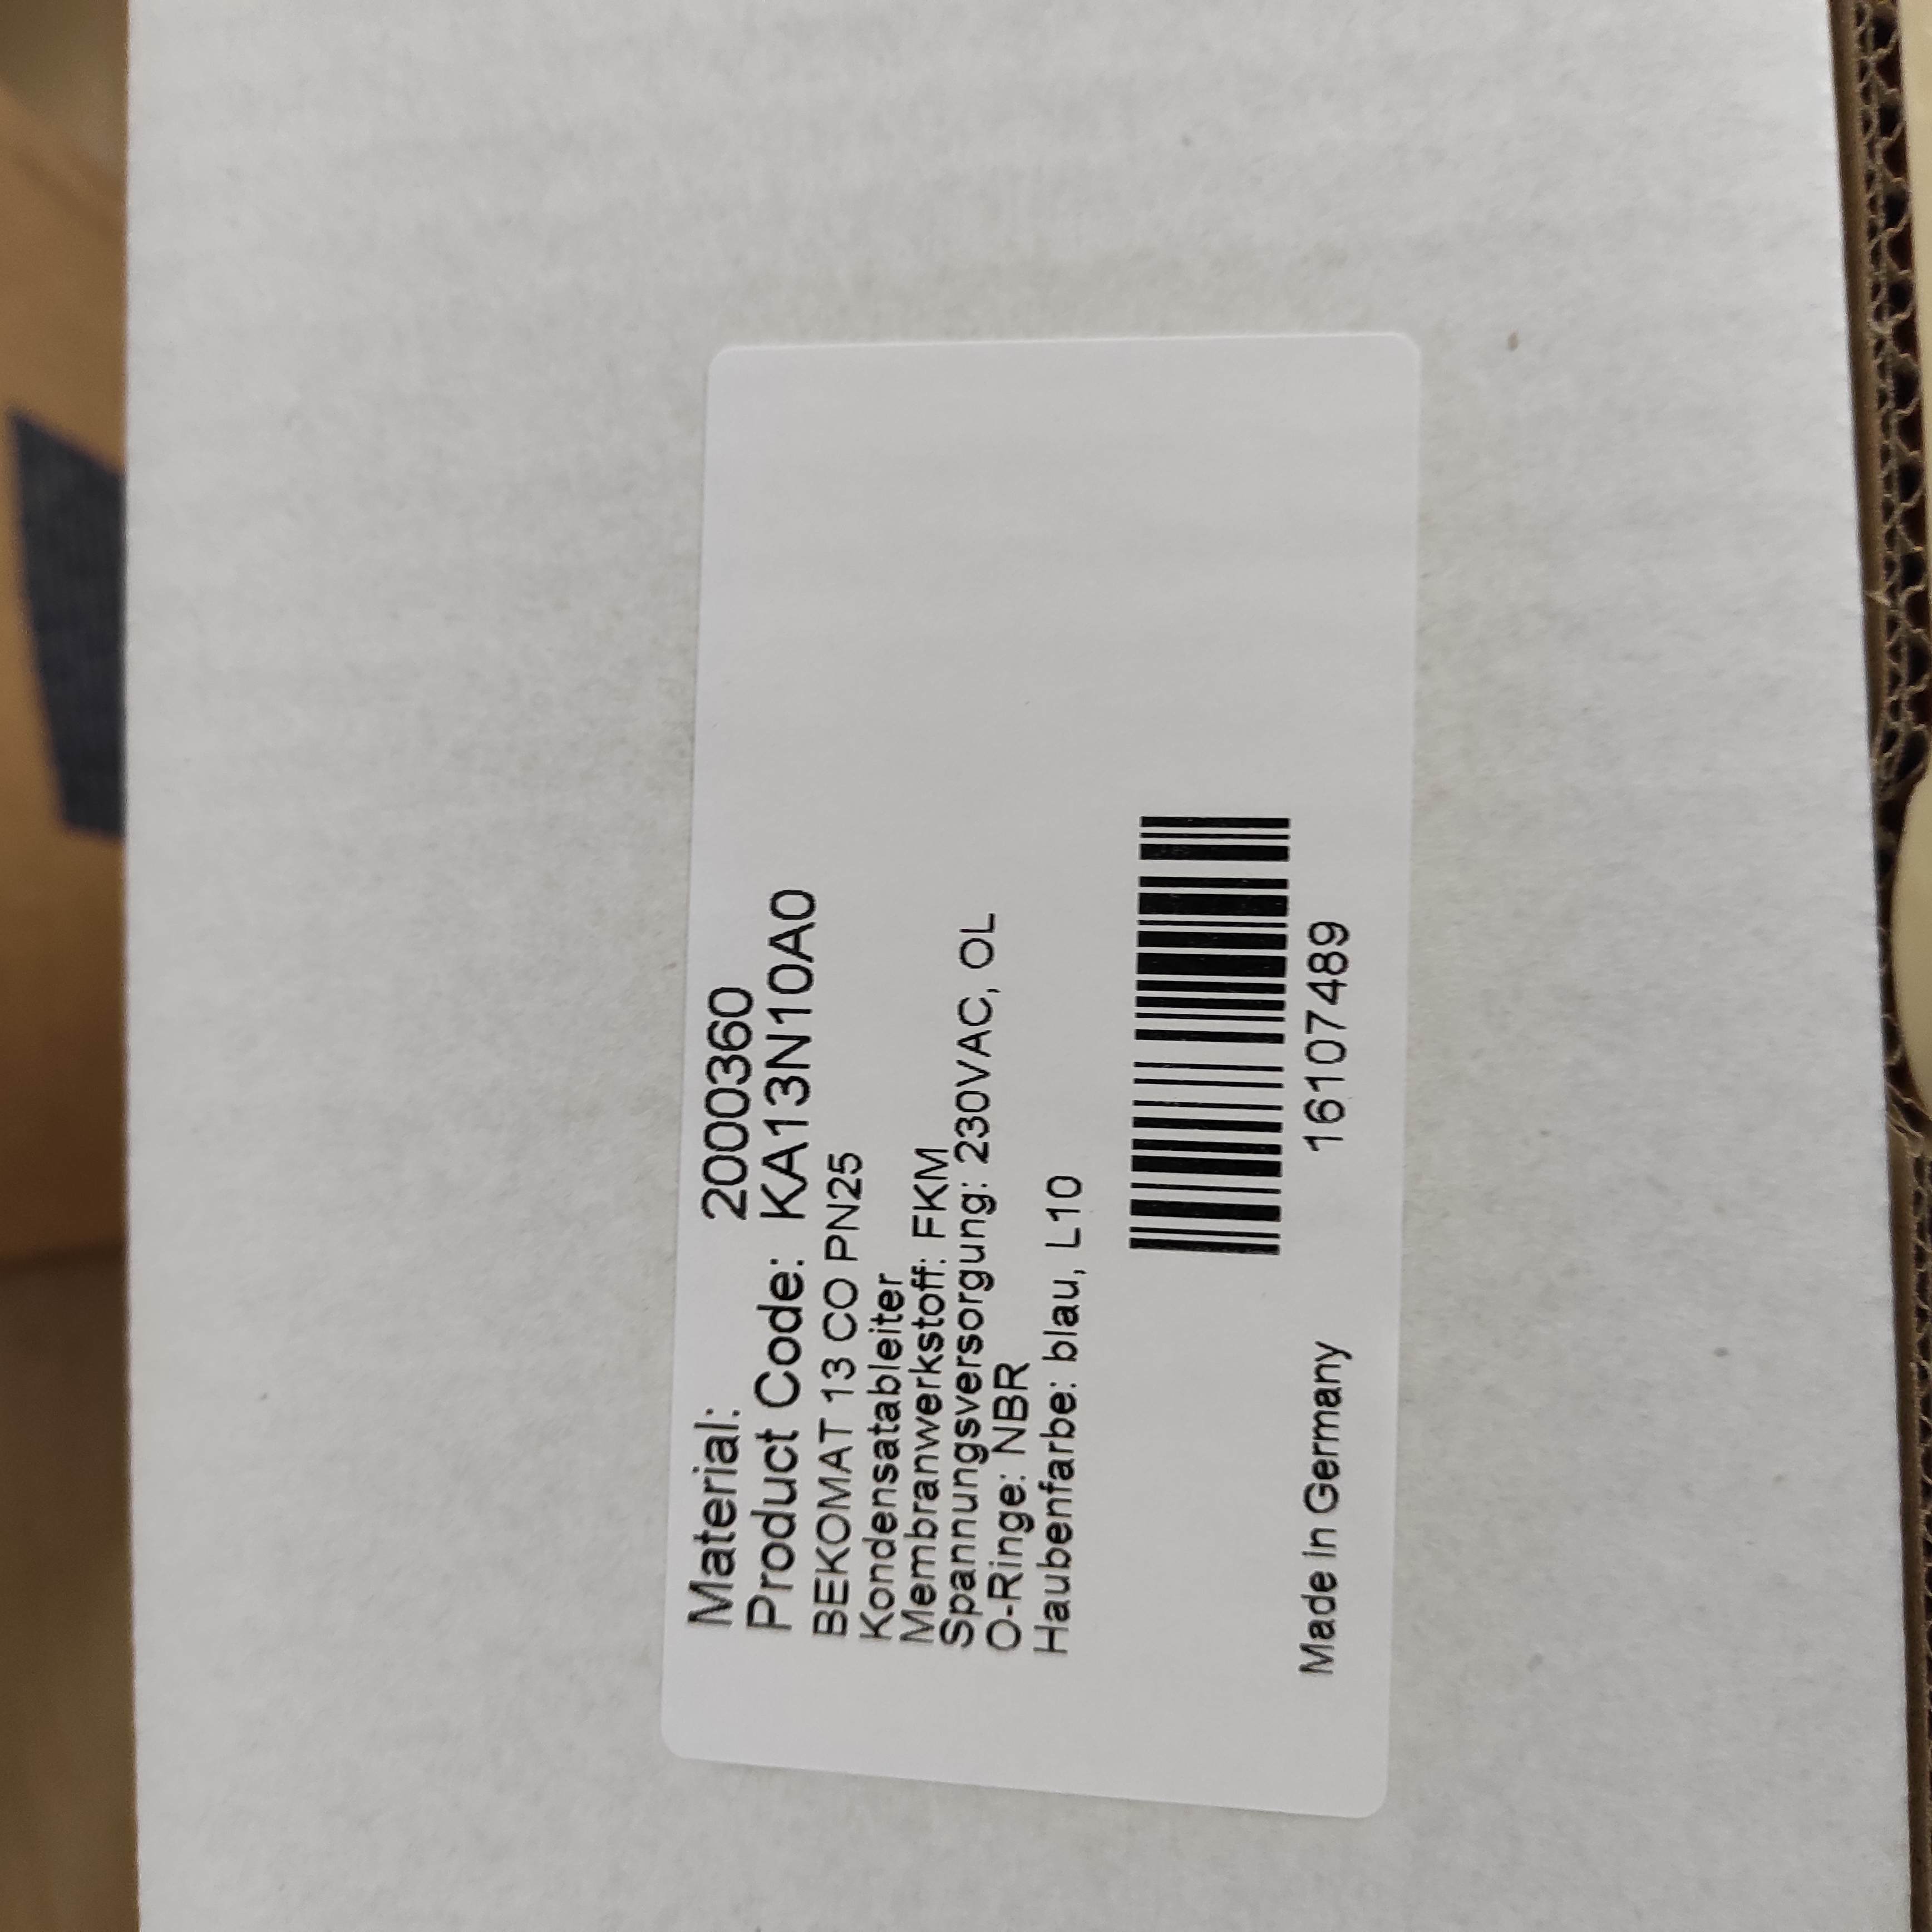 Material: 2000360
Product Code: KA13N10A0
BEKOMAT 13 CO PN25
Kondensatableiter
Membranwerkstoff: FKM
Spannungsversorgung: 230VAC, OL
O-Ringe: NBR
Haubenfarbe: blau, L10
Made in Germany 16107489